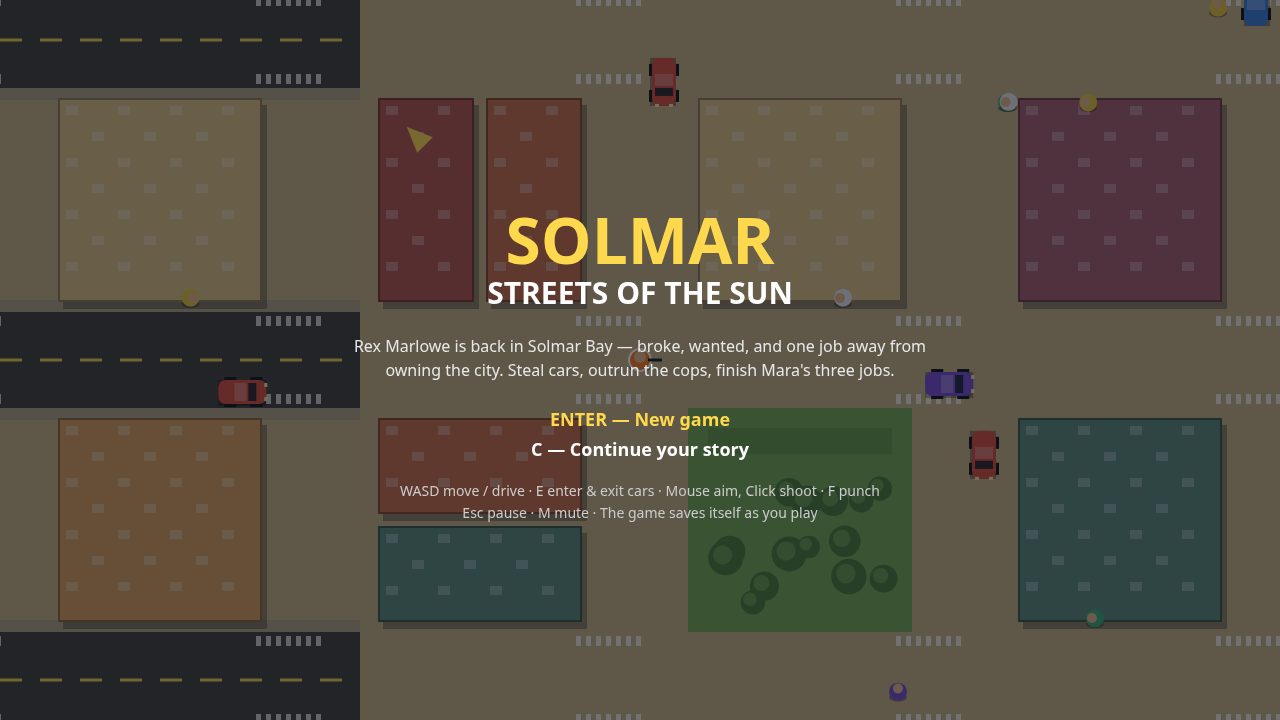 SOLMAR
STREETS OF THE SUN
Rex Marlowe is back in Solmar Bay — broke, wanted, and one job away from
owning the city. Steal cars, outrun the cops, finish Mara's three jobs.
ENTER — New game
C — Continue your story
WASD move / drive · E enter & exit cars · Mouse aim, Click shoot · F punch
Esc pause · M mute · The game saves itself as you play